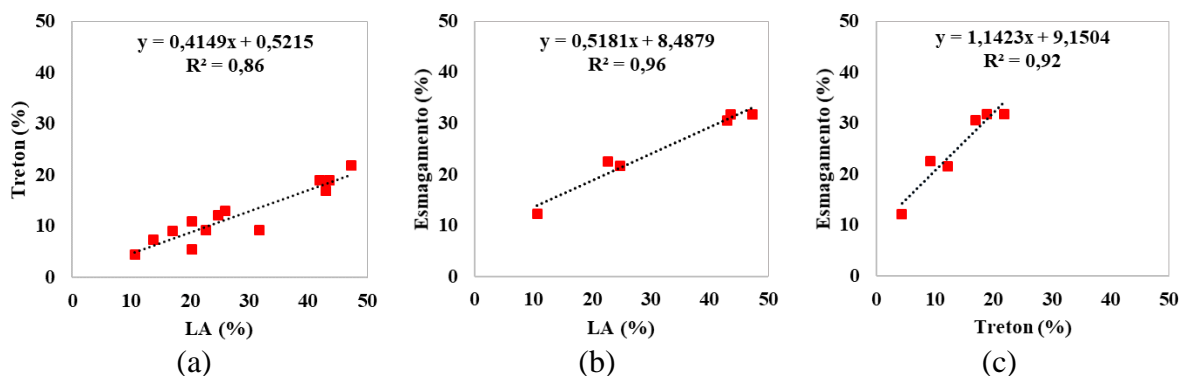 y = 0,4149x + 0,5215
R² = 0,86
Treton (%)
50
40
30
20
10
0
0 10 20 30 40 50
LA (%)
(a)
y = 0,5181x + 8,4879
R² = 0,96
Esmagamento (%)
50
40
30
20
10
0
0 10 20 30 40 50
LA (%)
(b)
y = 1,1423x + 9,1504
R² = 0,92
Esmagamento (%)
50
40
30
20
10
0
0 10 20 30 40 50
Treton (%)
(c)